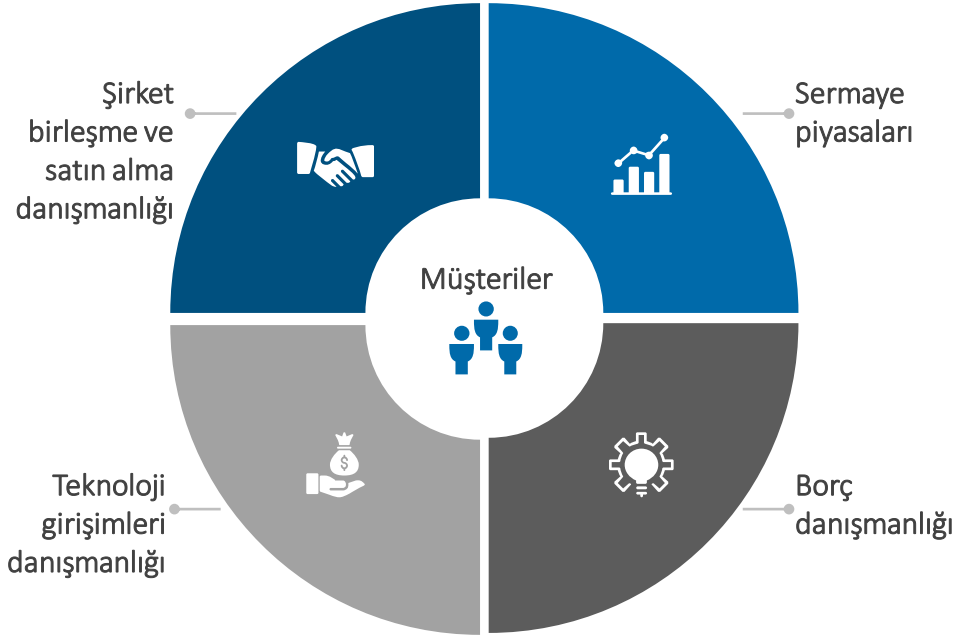 Şirket
birleşme ve
satın alma
danışmanlığı
Sermaye
piyasaları
Müşteriler
$
Teknoloji
girişimleri
danışmanlığı
Borç
danışmanlığı